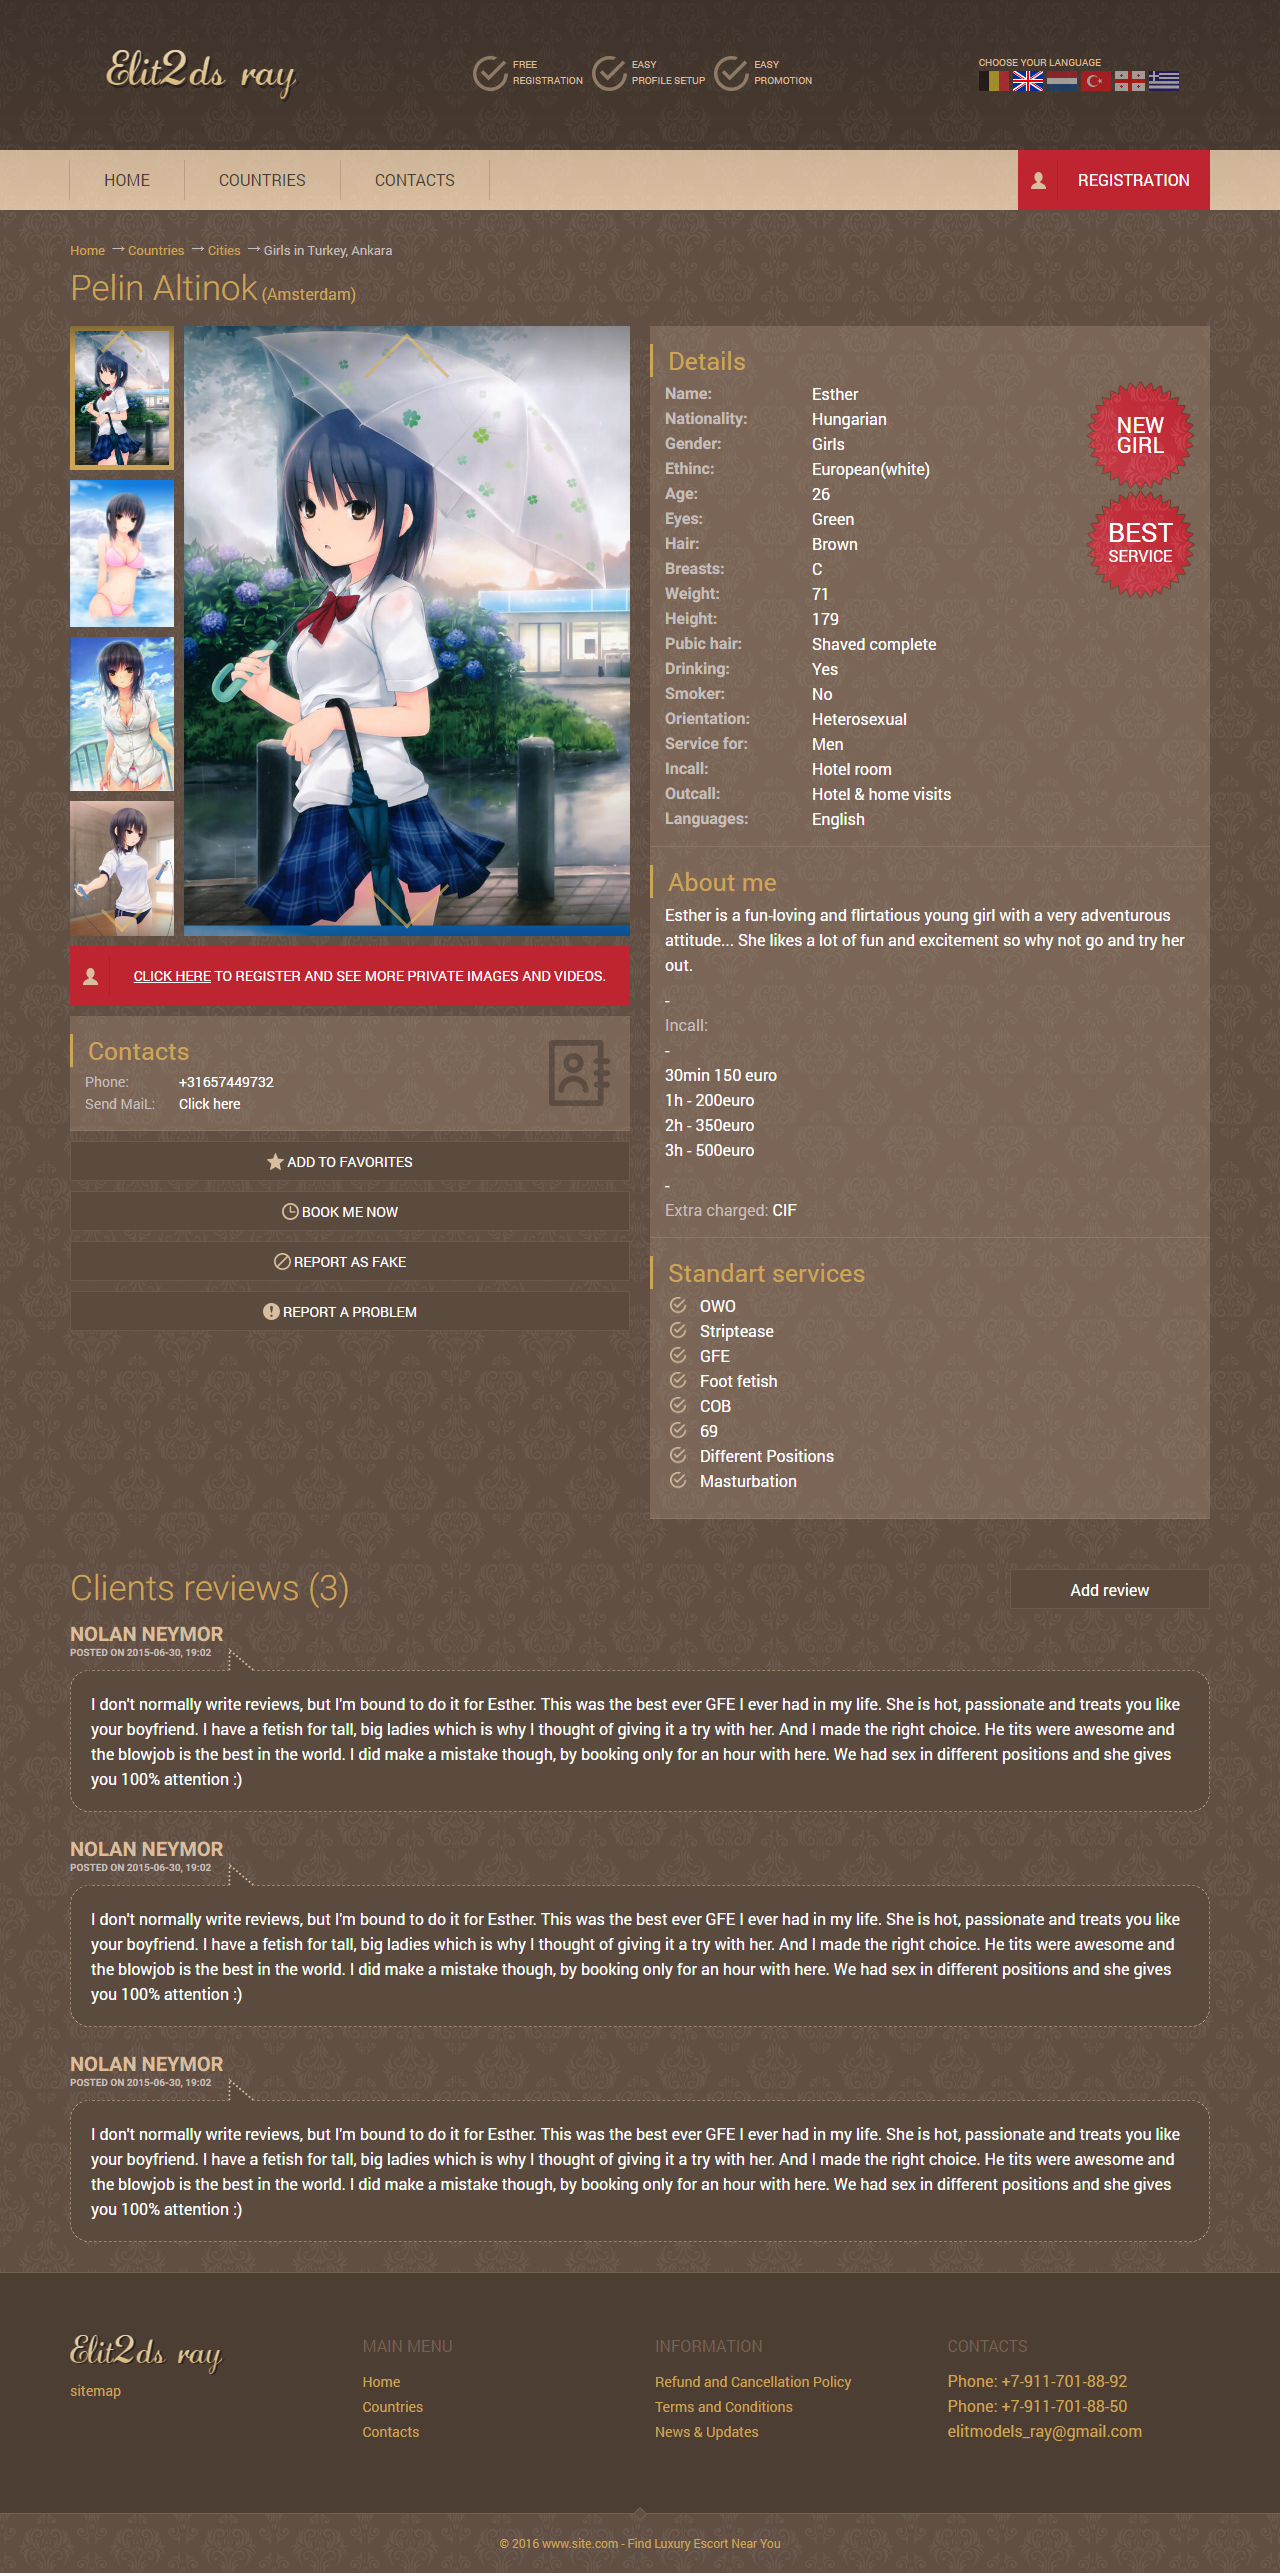 Elit2ds ray
FREE
REGISTRATION
EASY
PROFILE SETUP
EASY
PROMOTION
CHOOSE YOUR LANGUAGE
HOME
COUNTRIES
CONTACTS
REGISTRATION
Home → Countries → Cities → Girls in Turkey, Ankara
Pelin Altinok (Amsterdam)
CLICK HERE TO REGISTER AND SEE MORE PRIVATE IMAGES AND VIDEOS.
Contacts
Phone: +31657449732
Send MaiL: Click here
ADD TO FAVORITES
BOOK ME NOW
REPORT AS FAKE
REPORT A PROBLEM
Details
Name: Esther
Nationality: Hungarian
Gender: Girls
Ethinc: European(white)
Age: 26
Eyes: Green
Hair: Brown
Breasts: C
Weight: 71
Height: 179
Pubic hair: Shaved complete
Drinking: Yes
Smoker: No
Orientation: Heterosexual
Service for: Men
Incall: Hotel room
Outcall: Hotel & home visits
Languages: English
NEW
GIRL
BEST
SERVICE
About me
Esther is a fun-loving and flirtatious young girl with a very adventurous
attitude... She likes a lot of fun and excitement so why not go and try her
out.
-
Incall:
-
30min 150 euro
1h - 200euro
2h - 350euro
3h - 500euro
-
Extra charged: CIF
Standart services
OWO
Striptease
GFE
Foot fetish
COB
69
Different Positions
Masturbation
Clients reviews (3)
Add review
NOLAN NEYMOR
POSTED ON 2015-06-30, 19:02
I don't normally write reviews, but I'm bound to do it for Esther. This was the best ever GFE I ever had in my life. She is hot, passionate and treats you like
your boyfriend. I have a fetish for tall, big ladies which is why I thought of giving it a try with her. And I made the right choice. He tits were awesome and
the blowjob is the best in the world. I did make a mistake though, by booking only for an hour with here. We had sex in different positions and she gives
you 100% attention :)
NOLAN NEYMOR
POSTED ON 2015-06-30, 19:02
I don't normally write reviews, but I'm bound to do it for Esther. This was the best ever GFE I ever had in my life. She is hot, passionate and treats you like
your boyfriend. I have a fetish for tall, big ladies which is why I thought of giving it a try with her. And I made the right choice. He tits were awesome and
the blowjob is the best in the world. I did make a mistake though, by booking only for an hour with here. We had sex in different positions and she gives
you 100% attention :)
NOLAN NEYMOR
POSTED ON 2015-06-30, 19:02
I don't normally write reviews, but I'm bound to do it for Esther. This was the best ever GFE I ever had in my life. She is hot, passionate and treats you like
your boyfriend. I have a fetish for tall, big ladies which is why I thought of giving it a try with her. And I made the right choice. He tits were awesome and
the blowjob is the best in the world. I did make a mistake though, by booking only for an hour with here. We had sex in different positions and she gives
you 100% attention :)
Elit2ds ray
sitemap
MAIN MENU
Home
Countries
Contacts
INFORMATION
Refund and Cancellation Policy
Terms and Conditions
News & Updates
CONTACTS
Phone: +7-911-701-88-92
Phone: +7-911-701-88-50
elitmodels_ray@gmail.com
© 2016 www.site.com - Find Luxury Escort Near You